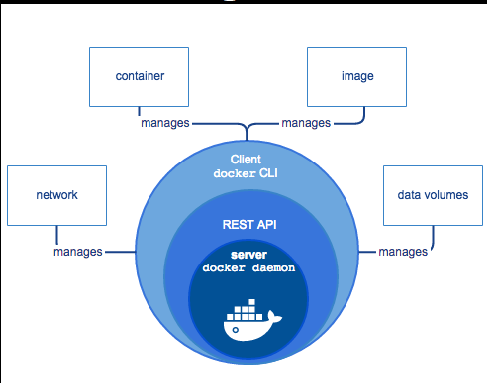 container
image
manages
manages
Client
docker CLI
network
data volumes
REST API
manages
server
docker daemon
manages